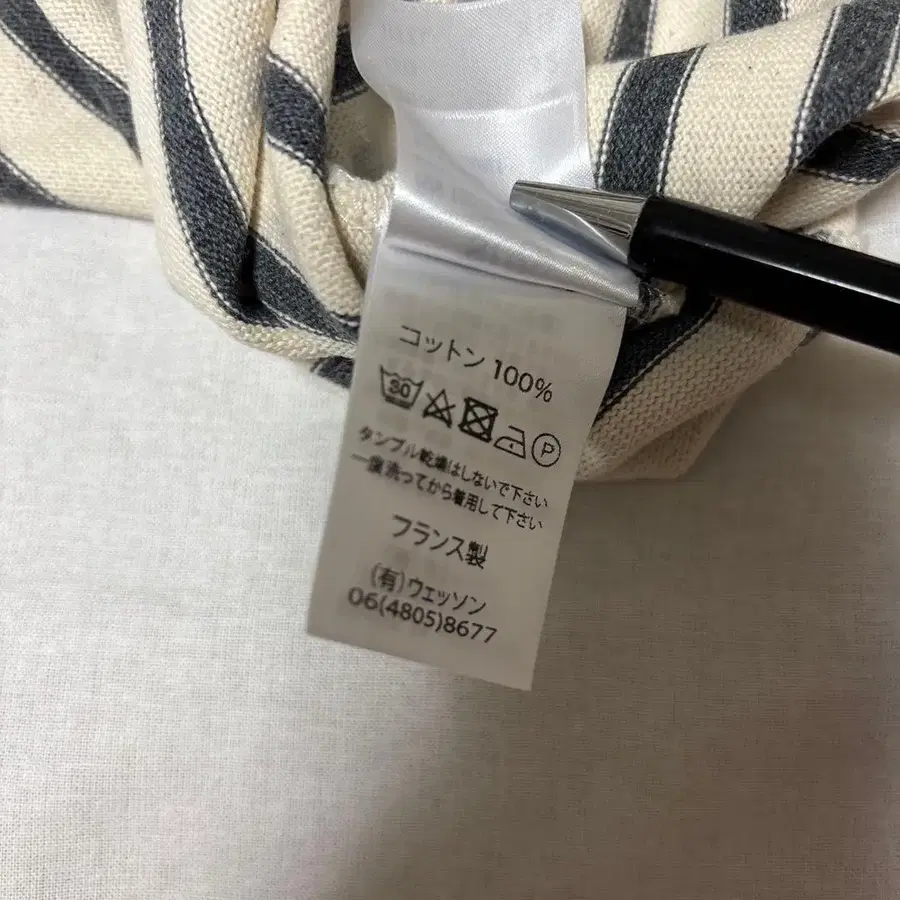 コットン 100%
30 P
タンブル乾燥はしないで下さい
一度洗ってから着用して下さい
フランス製
(有)ウェッソン
06(4805)8677